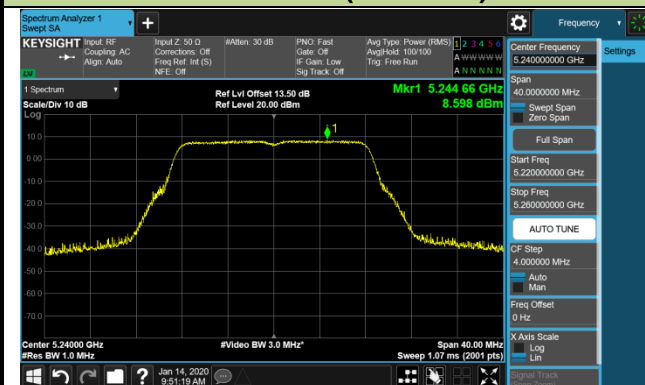 Spectrum Analyzer 1
Swept SA
Frequency
KEYSIGHT
Input: RF
Coupling: AC
Align: Auto
Input Z: 50 Ω
Corrections: Off
Freq Ref: Int (S)
NFE: Off
#Atten: 30 dB
PNO: Fast
Gate: Off
IF Gain: Low
Sig Track: Off
Avg Type: Power (RMS)
Avg|Hold: 100/100
Trig: Free Run
1 2 3 4 5 6
A W W W W W
A N N N N N
LXI
1 Spectrum
Scale/Div 10 dB
Log
Ref Lvl Offset 13.50 dB
Ref Level 20.00 dBm
Mkr1 5.244 66 GHz
8.598 dBm
1
10.0
0.00
-10.0
-20.0
-30.0
-40.0
-50.0
-60.0
-70.0
Center 5.24000 GHz
#Res BW 1.0 MHz
#Video BW 3.0 MHz*
Span 40.00 MHz
Sweep 1.07 ms (2001 pts)
Jan 14, 2020
9:51:19 AM
Center Frequency
5.240000000 GHz
Settings
Span
40.0000000 MHz
Swept Span
Zero Span
Full Span
Start Freq
5.220000000 GHz
Stop Freq
5.260000000 GHz
AUTO TUNE
CF Step
4.000000 MHz
Auto
Man
Freq Offset
0 Hz
X Axis Scale
Log
Lin
Signal Track